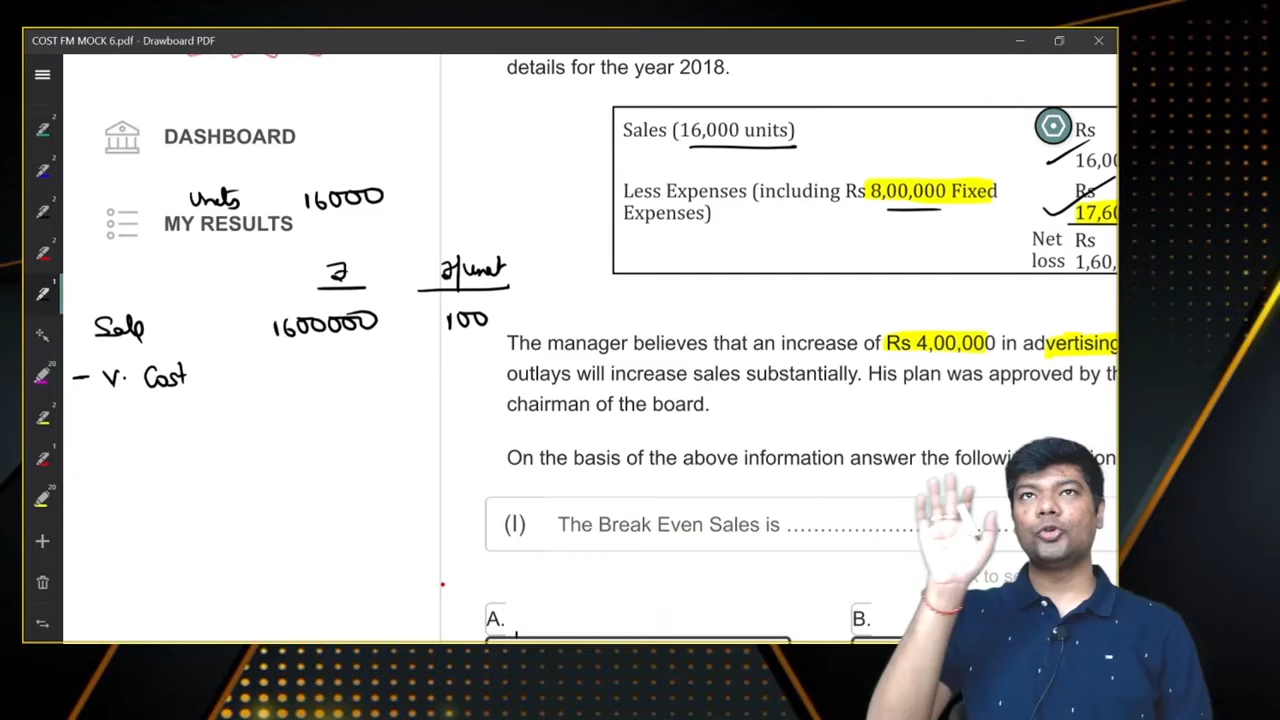 COST FM MOCK 6.pdf - Drawboard PDF
details for the year 2018.
DASHBOARD
Units 16000
MY RESULTS
₹ ₹/unit
Sale 1600000 100
- V. Cost
Sales (16,000 units) Rs
16,00
Less Expenses (including Rs 8,00,000 Fixed Rs
Expenses) 17,60
Net Rs
loss 1,60,
The manager believes that an increase of Rs 4,00,000 in advertising
outlays will increase sales substantially. His plan was approved by th
chairman of the board.
On the basis of the above information answer the followi
(I) The Break Even Sales is
A. B.